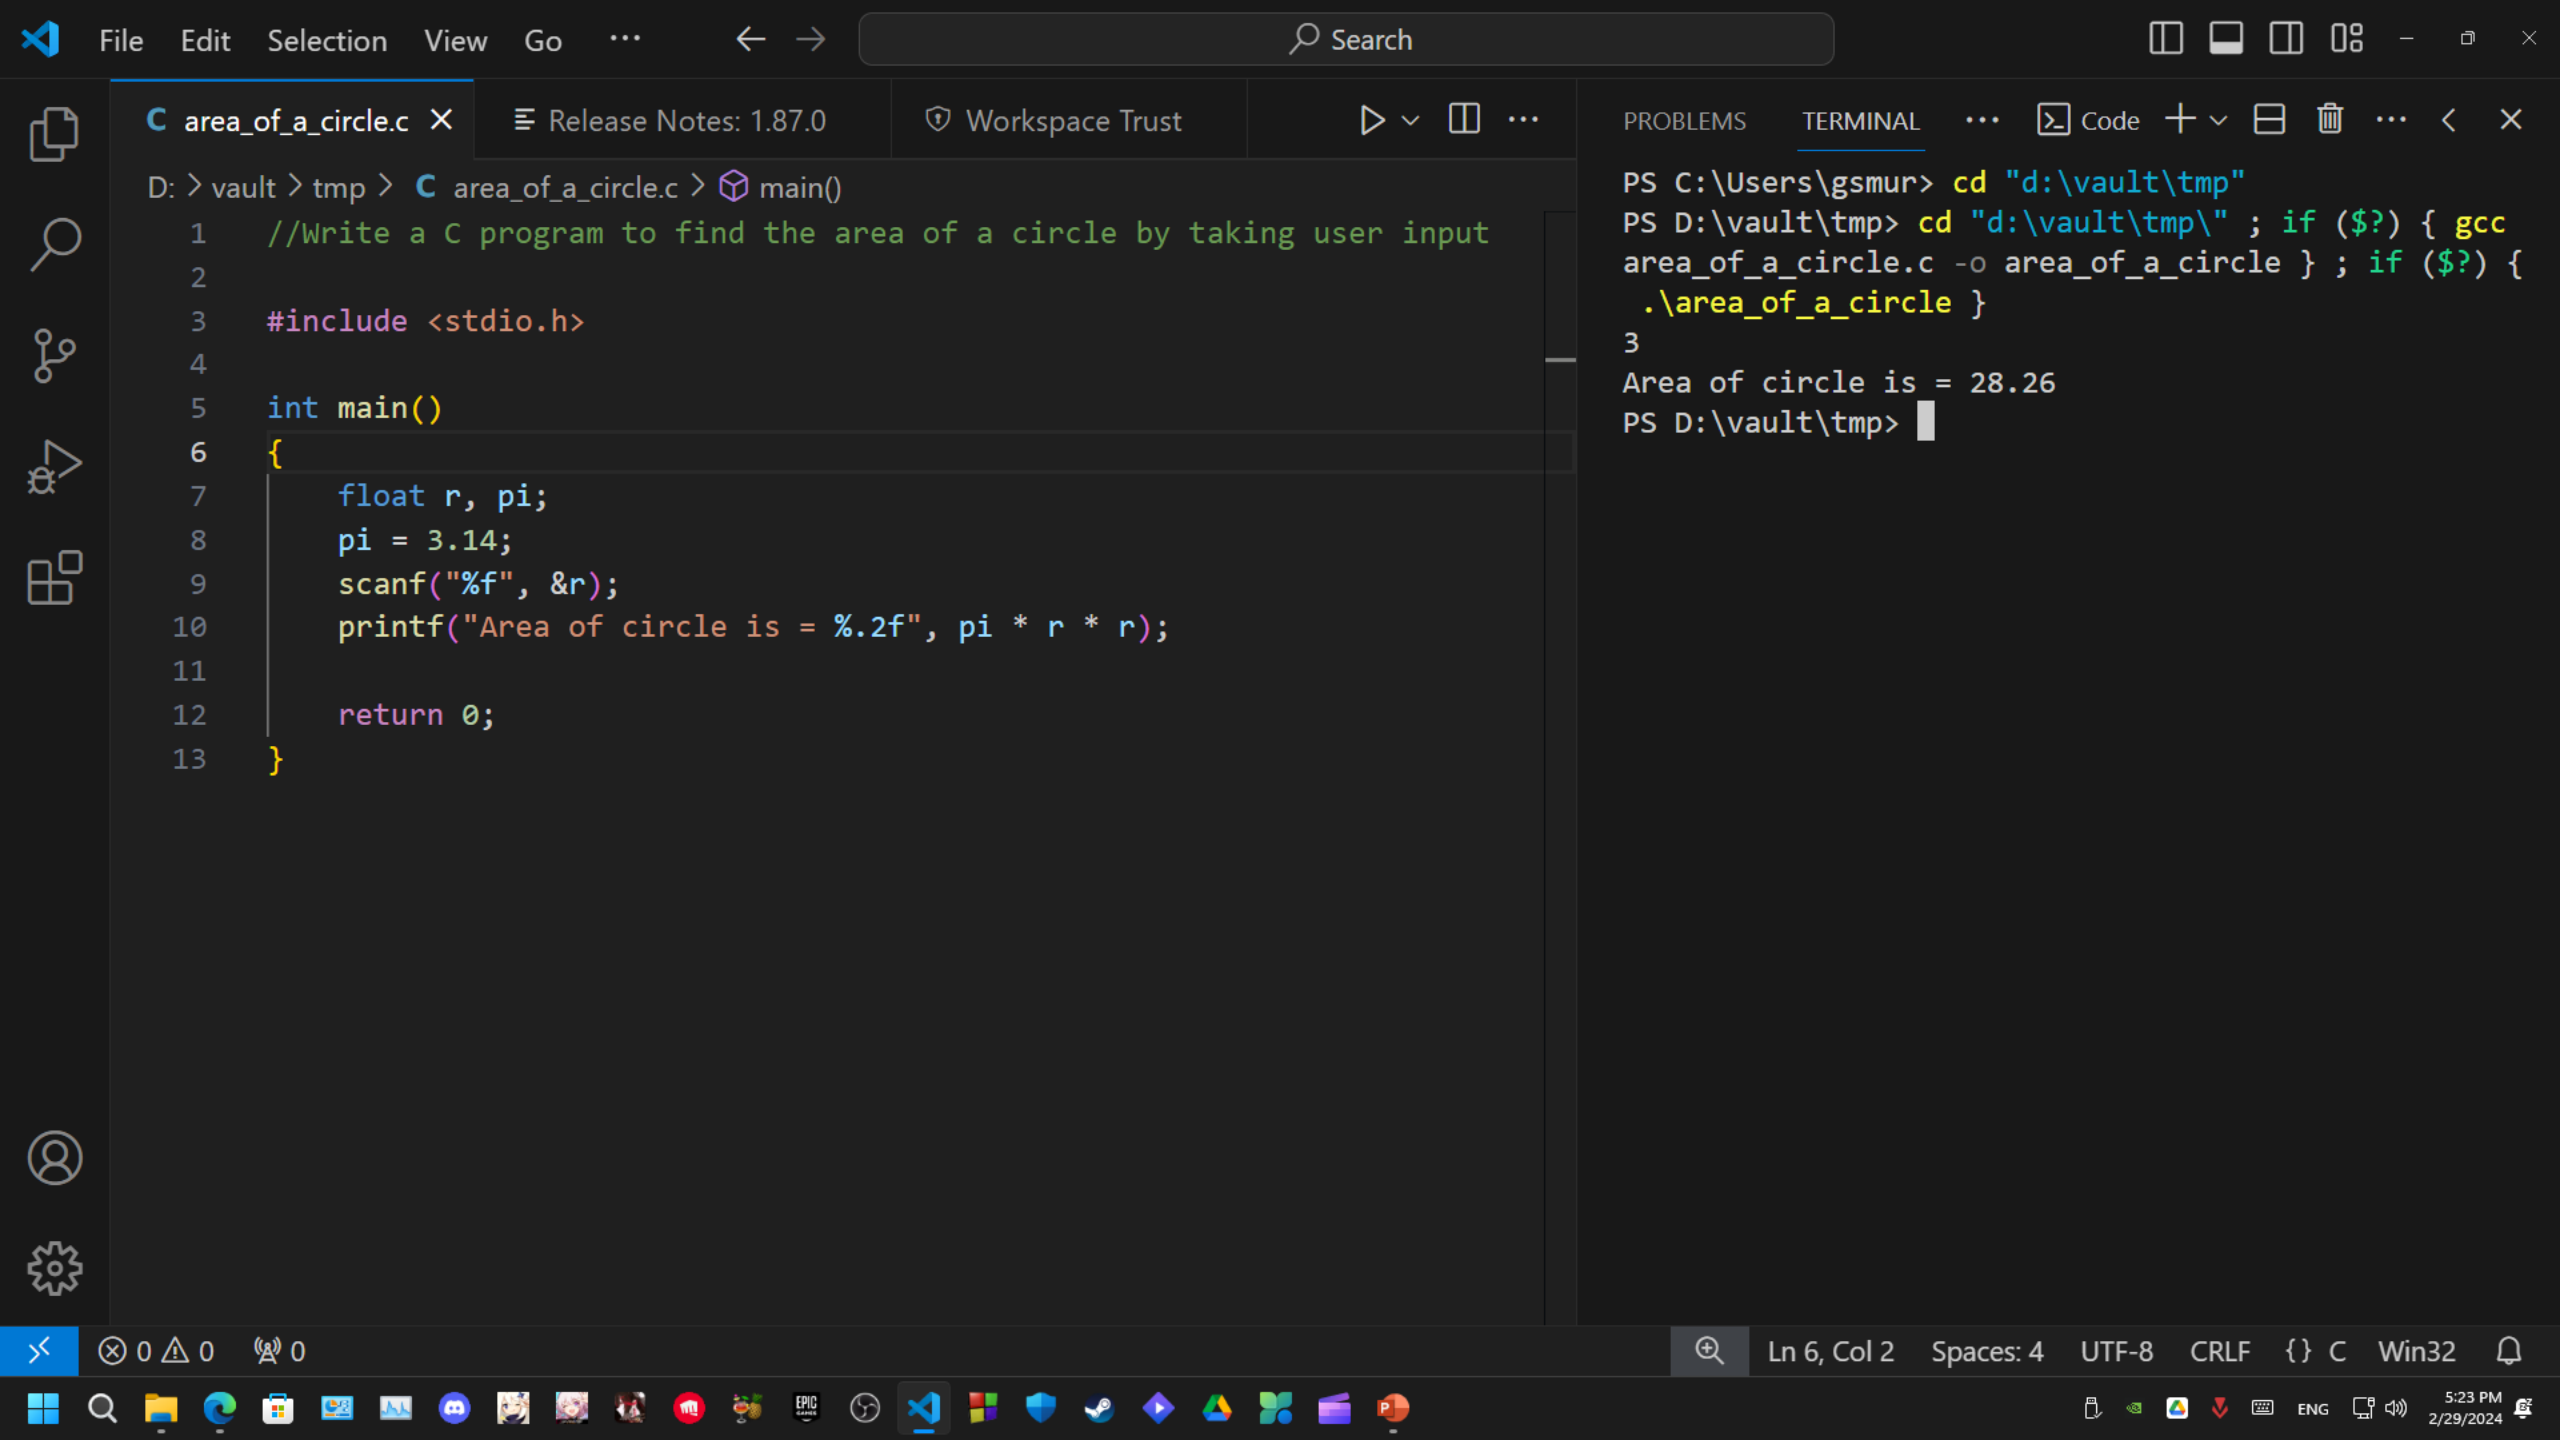 File Edit Selection View Go ··· Search
area_of_a_circle.c Release Notes: 1.87.0 Workspace Trust
D: > vault > tmp > C area_of_a_circle.c > main()
1 //Write a C program to find the area of a circle by taking user input
2
3 #include <stdio.h>
4
5 int main()
6 {
7     float r, pi;
8     pi = 3.14;
9     scanf("%f", &r);
10     printf("Area of circle is = %.2f", pi * r * r);
11
12     return 0;
13 }
PROBLEMS TERMINAL ··· Code
PS C:\Users\gsmur> cd "d:\vault\tmp"
PS D:\vault\tmp> cd "d:\vault\tmp\" ; if ($?) { gcc
area_of_a_circle.c -o area_of_a_circle } ; if ($?) {
.\area_of_a_circle }
3
Area of circle is = 28.26
PS D:\vault\tmp>
0 0 0 Ln 6, Col 2 Spaces: 4 UTF-8 CRLF {} C Win32
EPIC GAMES ENG 5:23 PM
2/29/2024